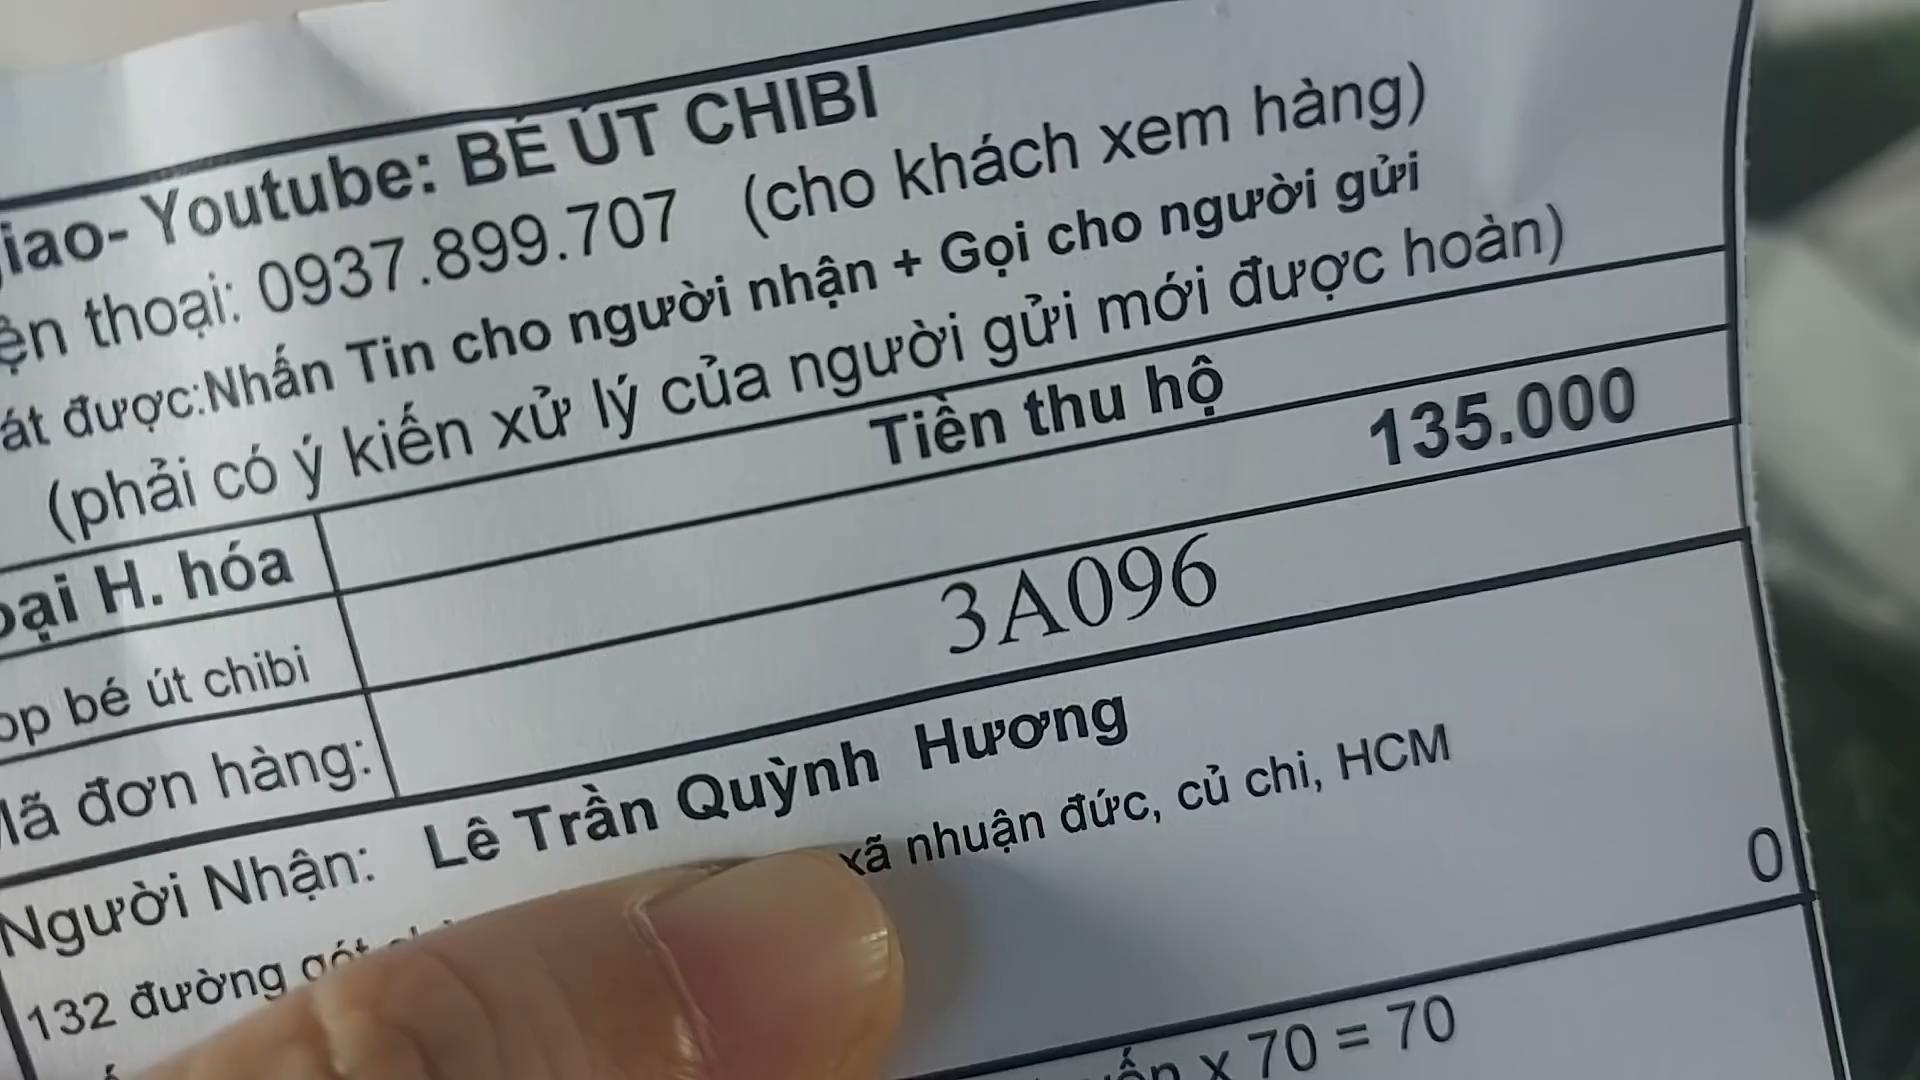 iao- Youtube: BÉ ÚT CHIBI
ện thoại: 0937.899.707 (cho khách xem hàng)
át được:Nhấn Tin cho người nhận + Gọi cho người gửi
(phải có ý kiến xử lý của người gửi mới được hoàn)
ại H. hóa Tiền thu hộ
op bé út chibi 135.000
ã đơn hàng: 3A096
Người Nhận: Lê Trần Quỳnh Hương
132 đường gót xã nhuận đức, củ chi, HCM
0
x 70 = 70